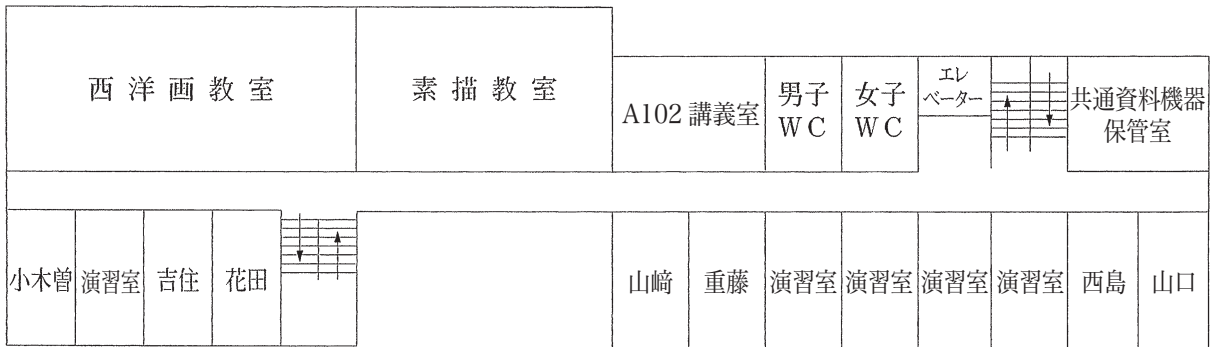 西洋画教室
素描教室
A102 講義室
男子
WC
女子
WC
エレ
ベーター
共通資料機器
保管室
小木曽
演習室
吉住
花田
山﨑
重藤
演習室
演習室
演習室
演習室
西島
山口